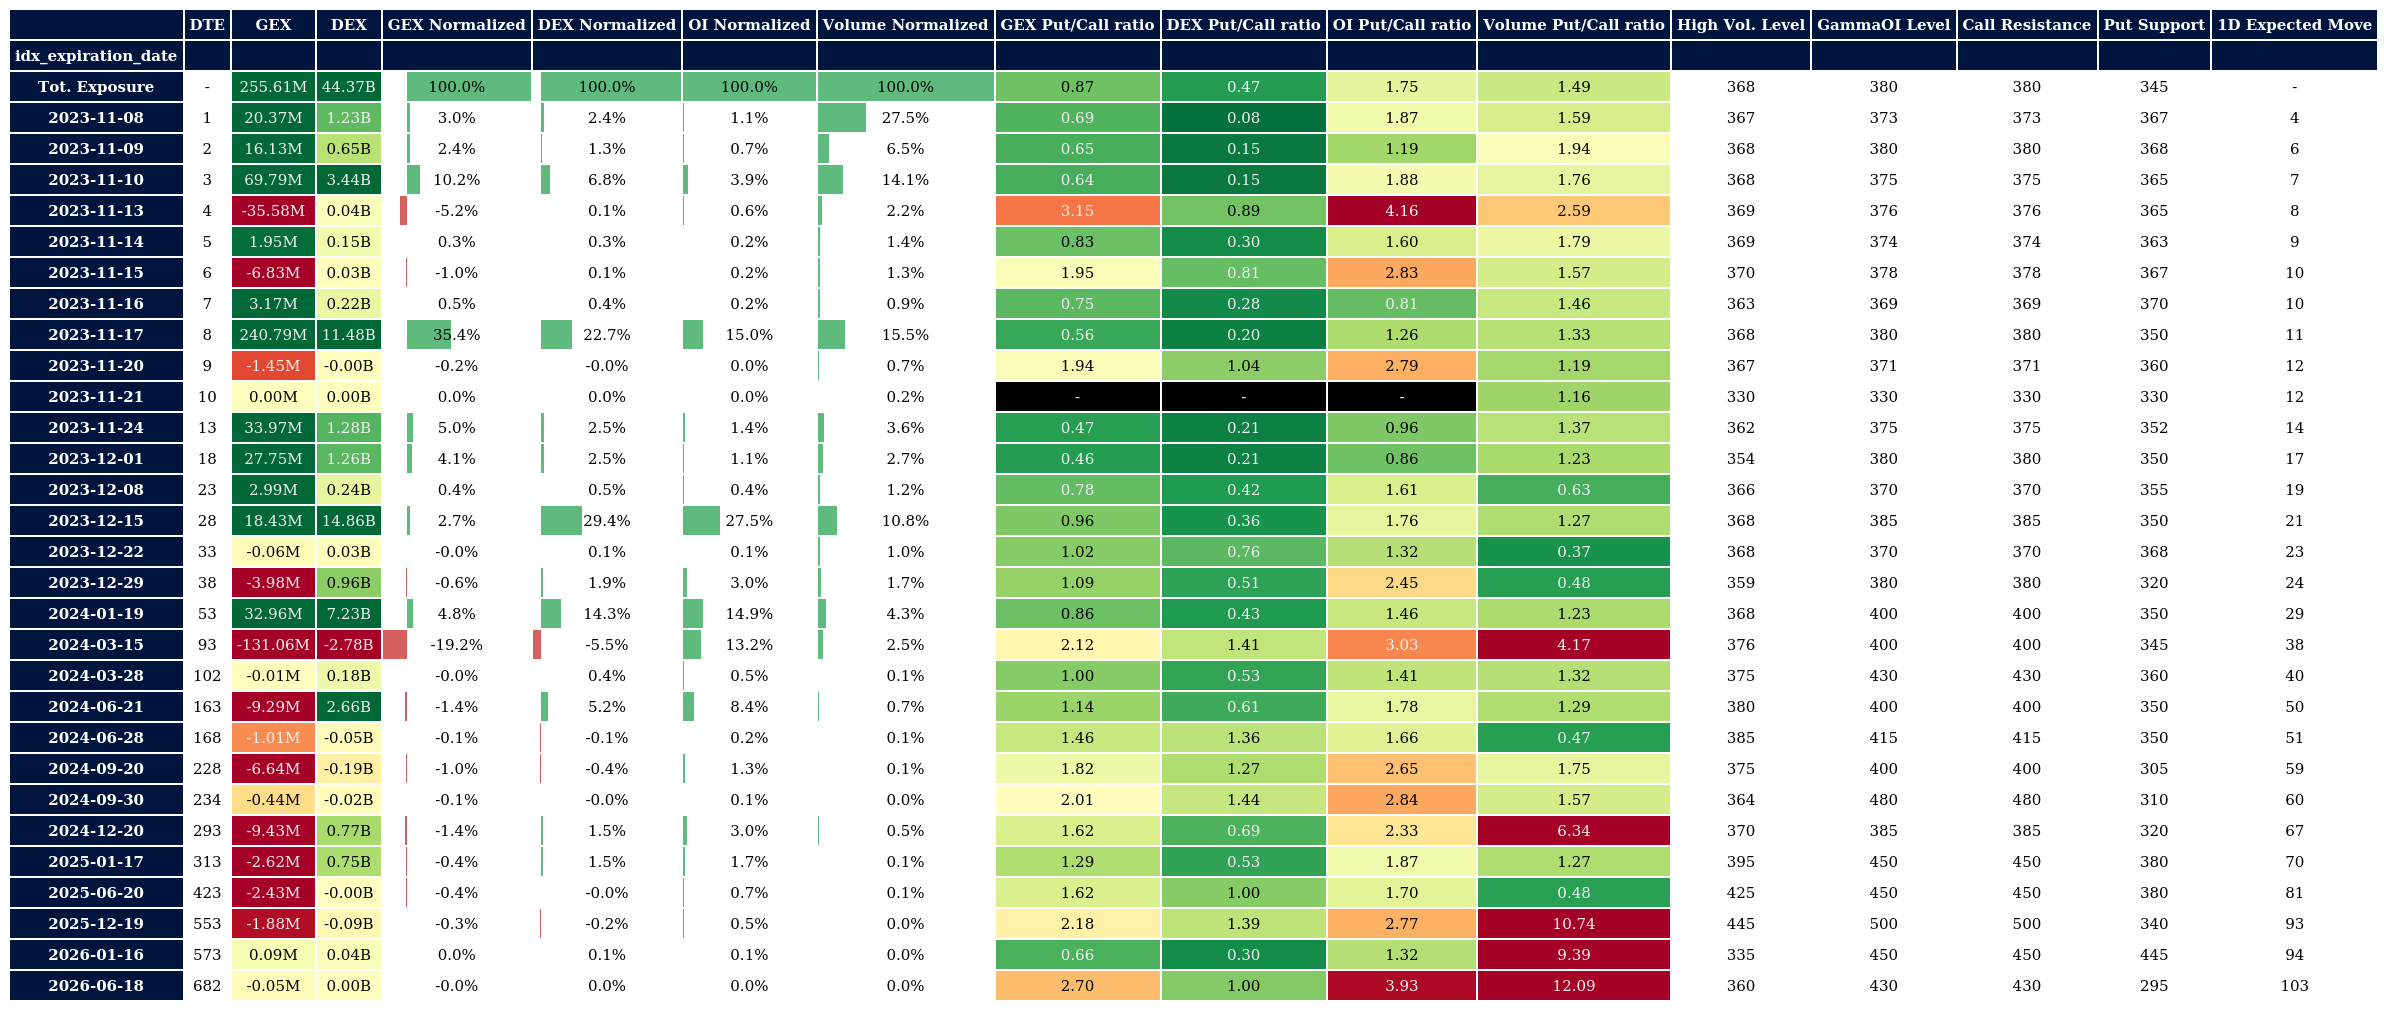 DTE GEX DEX GEX Normalized DEX Normalized OI Normalized Volume Normalized GEX Put/Call ratio DEX Put/Call ratio OI Put/Call ratio Volume Put/Call ratio High Vol. Level GammaOI Level Call Resistance Put Support 1D Expected Move
idx_expiration_date
Tot. Exposure - 255.61M 44.37B 100.0% 100.0% 100.0% 100.0% 0.87 0.47 1.75 1.49 368 380 380 345 -
2023-11-08 1 20.37M 1.23B 3.0% 2.4% 1.1% 27.5% 0.69 0.08 1.87 1.59 367 373 373 367 4
2023-11-09 2 16.13M 0.65B 2.4% 1.3% 0.7% 6.5% 0.65 0.15 1.19 1.94 368 380 380 368 6
2023-11-10 3 69.79M 3.44B 10.2% 6.8% 3.9% 14.1% 0.64 0.15 1.88 1.76 368 375 375 365 7
2023-11-13 4 -35.58M 0.04B -5.2% 0.1% 0.6% 2.2% 3.15 0.89 4.16 2.59 369 376 376 365 8
2023-11-14 5 1.95M 0.15B 0.3% 0.3% 0.2% 1.4% 0.83 0.30 1.60 1.79 369 374 374 363 9
2023-11-15 6 -6.83M 0.03B -1.0% 0.1% 0.2% 1.3% 1.95 0.81 2.83 1.57 370 378 378 367 10
2023-11-16 7 3.17M 0.22B 0.5% 0.4% 0.2% 0.9% 0.75 0.28 0.81 1.46 363 369 369 370 10
2023-11-17 8 240.79M 11.48B 35.4% 22.7% 15.0% 15.5% 0.56 0.20 1.26 1.33 368 380 380 350 11
2023-11-20 9 -1.45M -0.00B -0.2% -0.0% 0.0% 0.7% 1.94 1.04 2.79 1.19 367 371 371 360 12
2023-11-21 10 0.00M 0.00B 0.0% 0.0% 0.0% 0.2% - - - 1.16 330 330 330 330 12
2023-11-24 13 33.97M 1.28B 5.0% 2.5% 1.4% 3.6% 0.47 0.21 0.96 1.37 362 375 375 352 14
2023-12-01 18 27.75M 1.26B 4.1% 2.5% 1.1% 2.7% 0.46 0.21 0.86 1.23 354 380 380 350 17
2023-12-08 23 2.99M 0.24B 0.4% 0.5% 0.4% 1.2% 0.78 0.42 1.61 0.63 366 370 370 355 19
2023-12-15 28 18.43M 14.86B 2.7% 29.4% 27.5% 10.8% 0.96 0.36 1.76 1.27 368 385 385 350 21
2023-12-22 33 -0.06M 0.03B -0.0% 0.1% 0.1% 1.0% 1.02 0.76 1.32 0.37 368 370 370 368 23
2023-12-29 38 -3.98M 0.96B -0.6% 1.9% 3.0% 1.7% 1.09 0.51 2.45 0.48 359 380 380 320 24
2024-01-19 53 32.96M 7.23B 4.8% 14.3% 14.9% 4.3% 0.86 0.43 1.46 1.23 368 400 400 350 29
2024-03-15 93 -131.06M -2.78B -19.2% -5.5% 13.2% 2.5% 2.12 1.41 3.03 4.17 376 400 400 345 38
2024-03-28 102 -0.01M 0.18B -0.0% 0.4% 0.5% 0.1% 1.00 0.53 1.41 1.32 375 430 430 360 40
2024-06-21 163 -9.29M 2.66B -1.4% 5.2% 8.4% 0.7% 1.14 0.61 1.78 1.29 380 400 400 350 50
2024-06-28 168 -1.01M -0.05B -0.1% -0.1% 0.2% 0.1% 1.46 1.36 1.66 0.47 385 415 415 350 51
2024-09-20 228 -6.64M -0.19B -1.0% -0.4% 1.3% 0.1% 1.82 1.27 2.65 1.75 375 400 400 305 59
2024-09-30 234 -0.44M -0.02B -0.1% -0.0% 0.1% 0.0% 2.01 1.44 2.84 1.57 364 480 480 310 60
2024-12-20 293 -9.43M 0.77B -1.4% 1.5% 3.0% 0.5% 1.62 0.69 2.33 6.34 370 385 385 320 67
2025-01-17 313 -2.62M 0.75B -0.4% 1.5% 1.7% 0.1% 1.29 0.53 1.87 1.27 395 450 450 380 70
2025-06-20 423 -2.43M -0.00B -0.4% -0.0% 0.7% 0.1% 1.62 1.00 1.70 0.48 425 450 450 380 81
2025-12-19 553 -1.88M -0.09B -0.3% -0.2% 0.5% 0.0% 2.18 1.39 2.77 10.74 445 500 500 340 93
2026-01-16 573 0.09M 0.04B 0.0% 0.1% 0.1% 0.0% 0.66 0.30 1.32 9.39 335 450 450 445 94
2026-06-18 682 -0.05M 0.00B -0.0% 0.0% 0.0% 0.0% 2.70 1.00 3.93 12.09 360 430 430 295 103